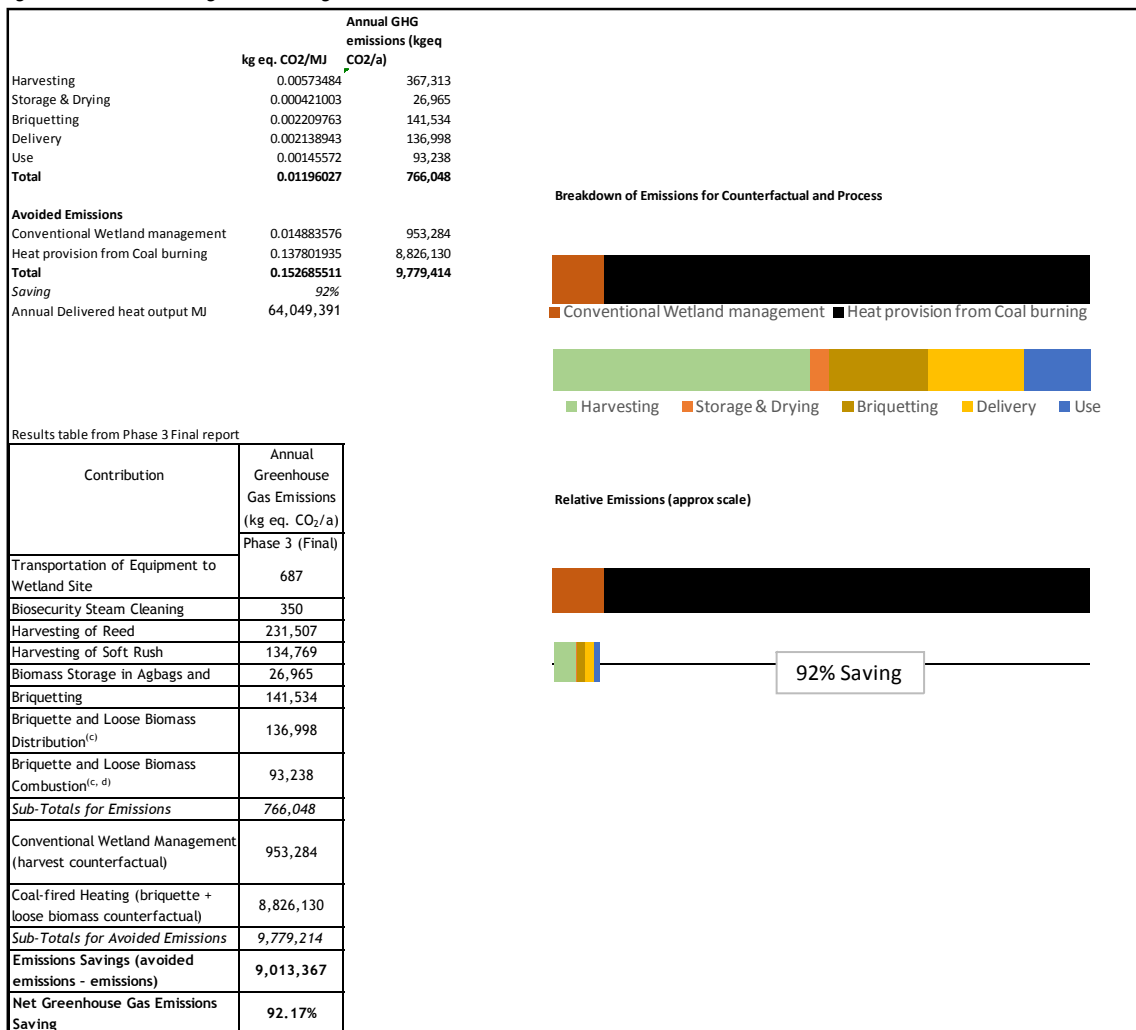 Annual GHG
emissions (kgeq
kg eq. CO2/MJ CO2/a)
Harvesting 0.00573484 367,313
Storage & Drying 0.000421003 26,965
Briquetting 0.002209763 141,534
Delivery 0.002138943 136,998
Use 0.00145572 93,238
Total 0.01196027 766,048
Avoided Emissions
Conventional Wetland management 0.014883576 953,284
Heat provision from Coal burning 0.137801935 8,826,130
Total 0.152685511 9,779,414
Saving 92%
Annual Delivered heat output MJ 64,049,391
Breakdown of Emissions for Counterfactual and Process
Conventional Wetland management Heat provision from Coal burning
Harvesting Storage & Drying Briquetting Delivery Use
Relative Emissions (approx scale)
92% Saving
Results table from Phase 3 Final report
Contribution
Annual
Greenhouse
Gas Emissions
(kg eq. CO₂/a)
Phase 3 (Final)
Transportation of Equipment to
Wetland Site
687
Biosecurity Steam Cleaning 350
Harvesting of Reed 231,507
Harvesting of Soft Rush 134,769
Biomass Storage in Agbags and 26,965
Briquetting 141,534
Briquette and Loose Biomass
Distribution(c)
136,998
Briquette and Loose Biomass
Combustion(c, d)
93,238
Sub-Totals for Emissions 766,048
Conventional Wetland Management
(harvest counterfactual)
953,284
Coal-fired Heating (briquette +
loose biomass counterfactual)
8,826,130
Sub-Totals for Avoided Emissions 9,779,214
Emissions Savings (avoided
emissions - emissions)
9,013,367
Net Greenhouse Gas Emissions
Saving
92.17%